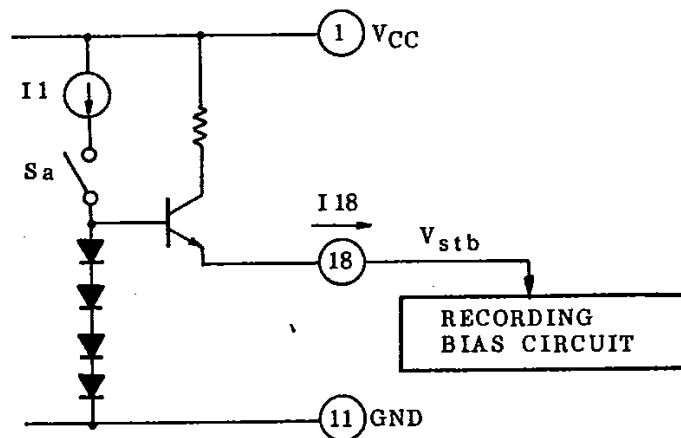 1 VCC
I1
Sa
I18
18
Vstb
RECORDING
BIAS CIRCUIT
11 GND